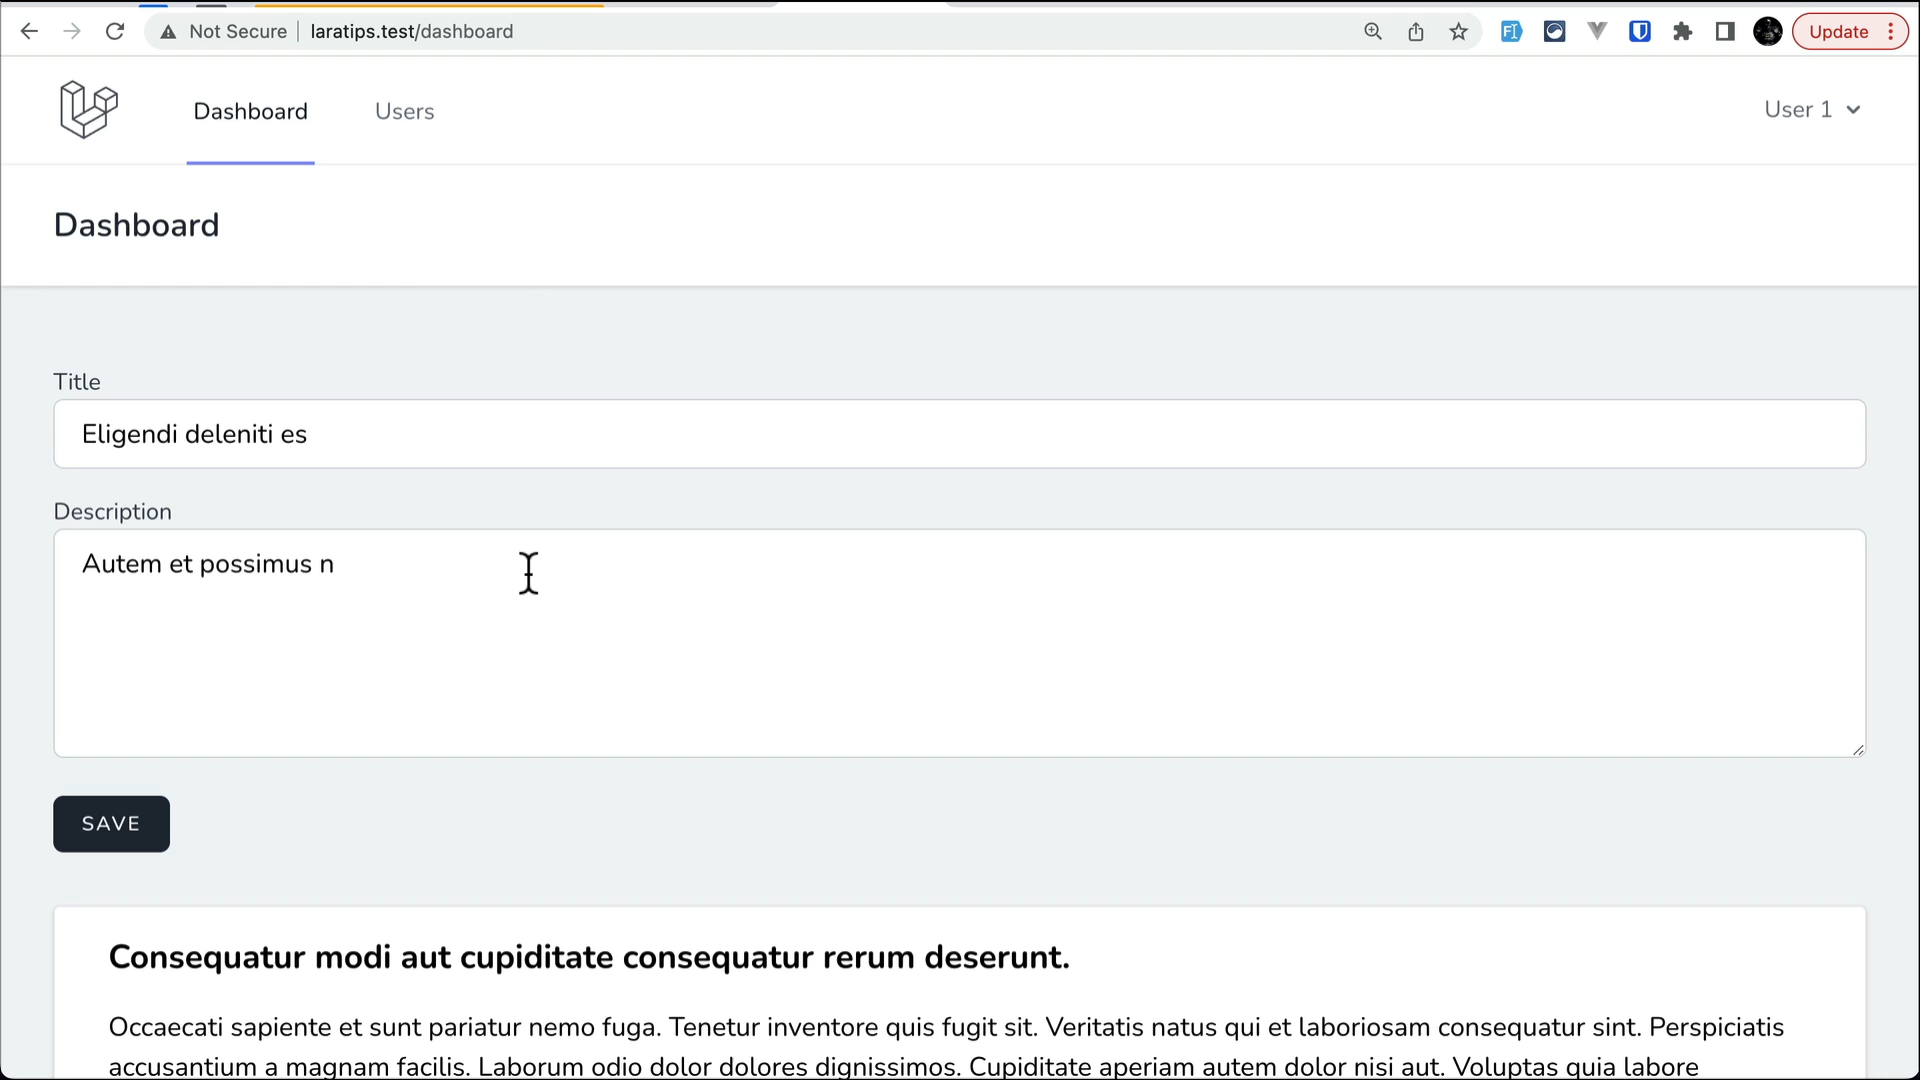 Not Secure laratips.test/dashboard Update
Dashboard Users User 1
Dashboard
Title
Eligendi deleniti es
Description
Autem et possimus n
SAVE
Consequatur modi aut cupiditate consequatur rerum deserunt.
Occaecati sapiente et sunt pariatur nemo fuga. Tenetur inventore quis fugit sit. Veritatis natus qui et laboriosam consequatur sint. Perspiciatis
accusantium a magnam facilis. Laborum odio dolor dolores dignissimos. Cupiditate aperiam autem dolor nisi aut. Voluptas quia labore